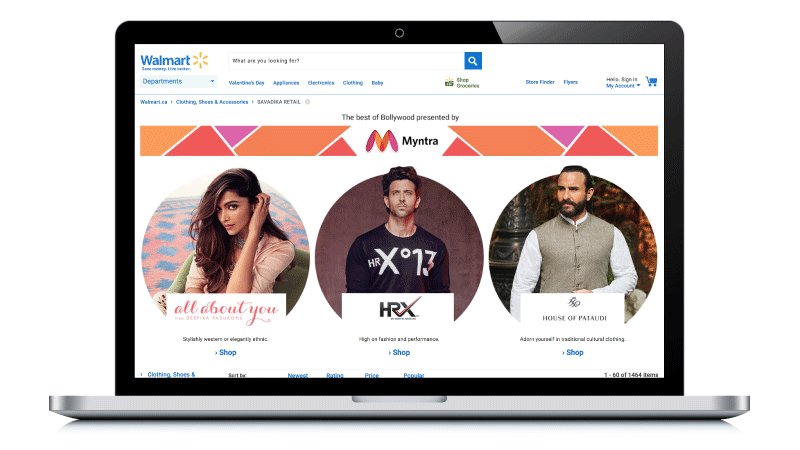 Walmart
Save money. Live better.
What are you looking for?
Departments
Valentine's Day Appliances Electronics Clothing Baby
Shop Groceries
Store Finder Flyers
Hello. Sign In
My Account
Walmart.ca › Clothing, Shoes & Accessories › SAVADIKA RETAIL
The best of Bollywood presented by
Myntra
HRX°13
all about you
from DEEPIKA PADUKONE
HRX
HOUSE OF PATAUDI
Stylishly western or elegantly ethnic.
High on fashion and performance.
Adorn yourself in traditional cultural clothing.
› Shop
› Shop
› Shop
› Clothing, Shoes &
Sort by: Newest Rating Price Popular
1 - 60 of 1464 items